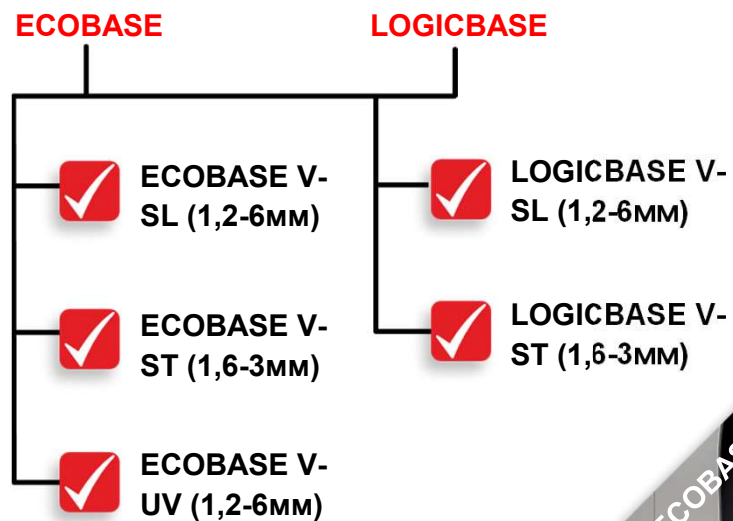 ECOBASE
LOGICBASE
ECOBASE V-
SL (1,2-6мм)
ECOBASE V-
ST (1,6-3мм)
ECOBASE V-
UV (1,2-6мм)
LOGICBASE V-
SL (1,2-6мм)
LOGICBASE V-
ST (1,6-3мм)